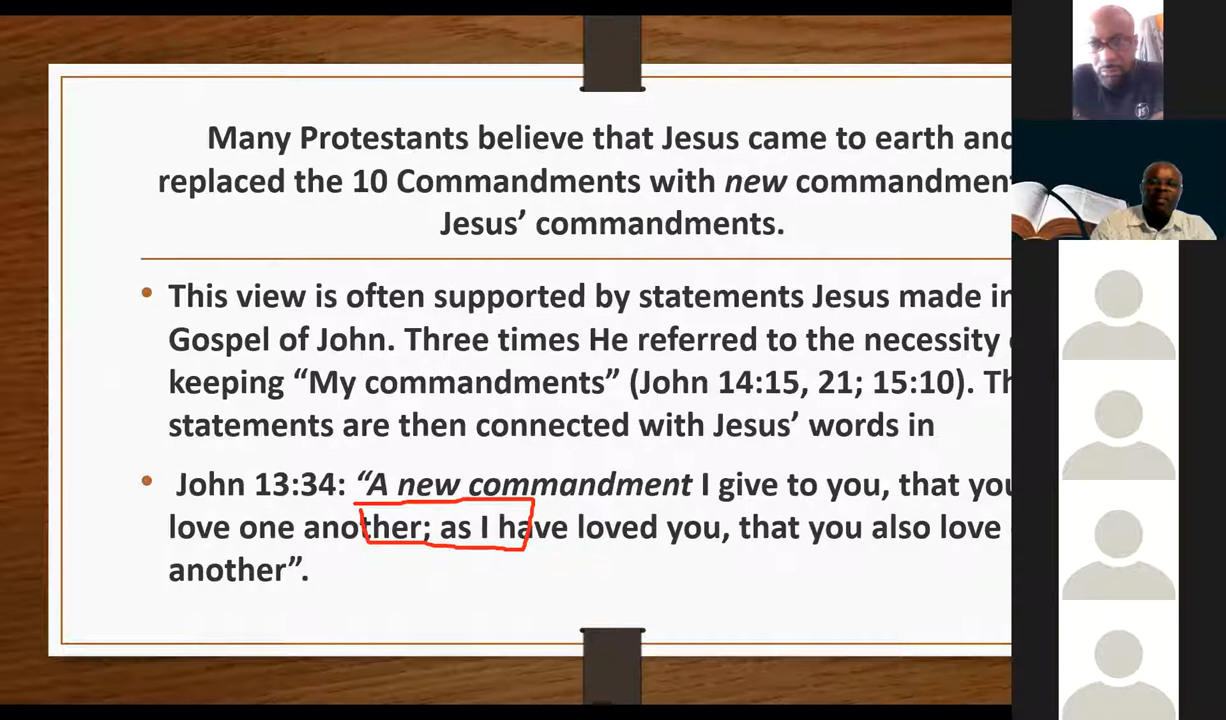 Many Protestants believe that Jesus came to earth and
replaced the 10 Commandments with new commandment
Jesus’ commandments.
• This view is often supported by statements Jesus made in
Gospel of John. Three times He referred to the necessity
keeping “My commandments” (John 14:15, 21; 15:10). Th
statements are then connected with Jesus’ words in
• John 13:34: “A new commandment I give to you, that you
love one another; as I have loved you, that you also love
another”.